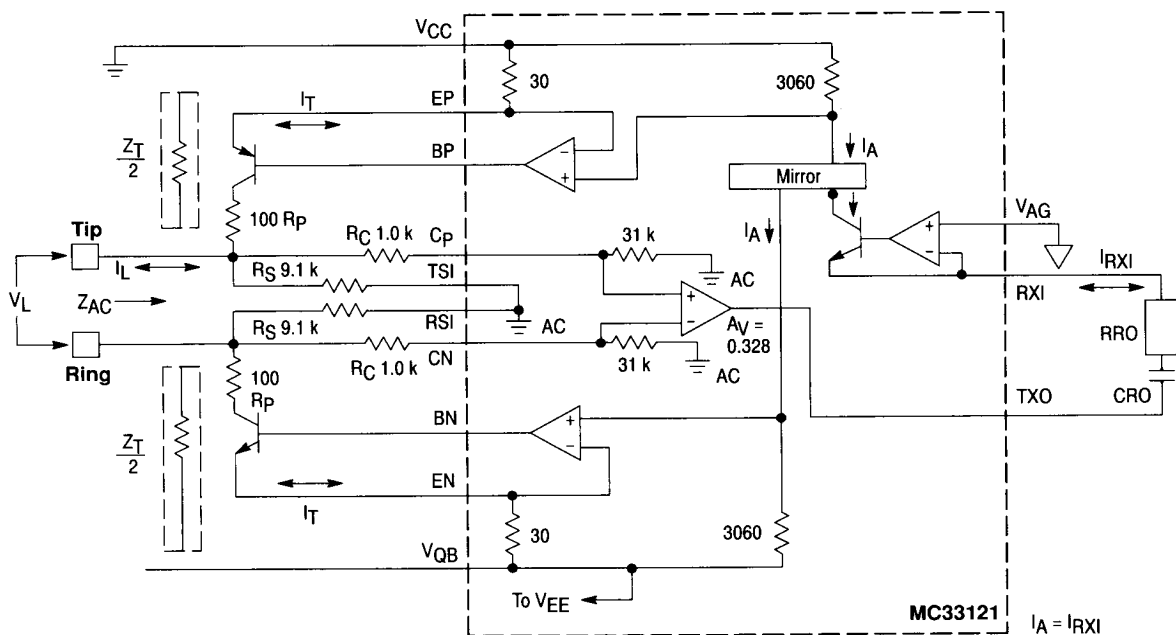 VCC
30
3060
EP
IT
ZT
2
BP
−
+
IA
Mirror
100 RP
IA
+
−
VAG
Tip
RC 1.0 k
CP
31 k
IRXI
IL
RS 9.1 k
TSI
AC
+
−
RXI
VL
ZAC
RS 9.1 k
RSI
AC
AV =
0.328
RRO
Ring
RC 1.0 k
CN
31 k
AC
100
RP
TXO
CRO
BN
+
−
ZT
2
EN
IT
30
3060
VQB
To VEE
MC33121
IA = IRXI